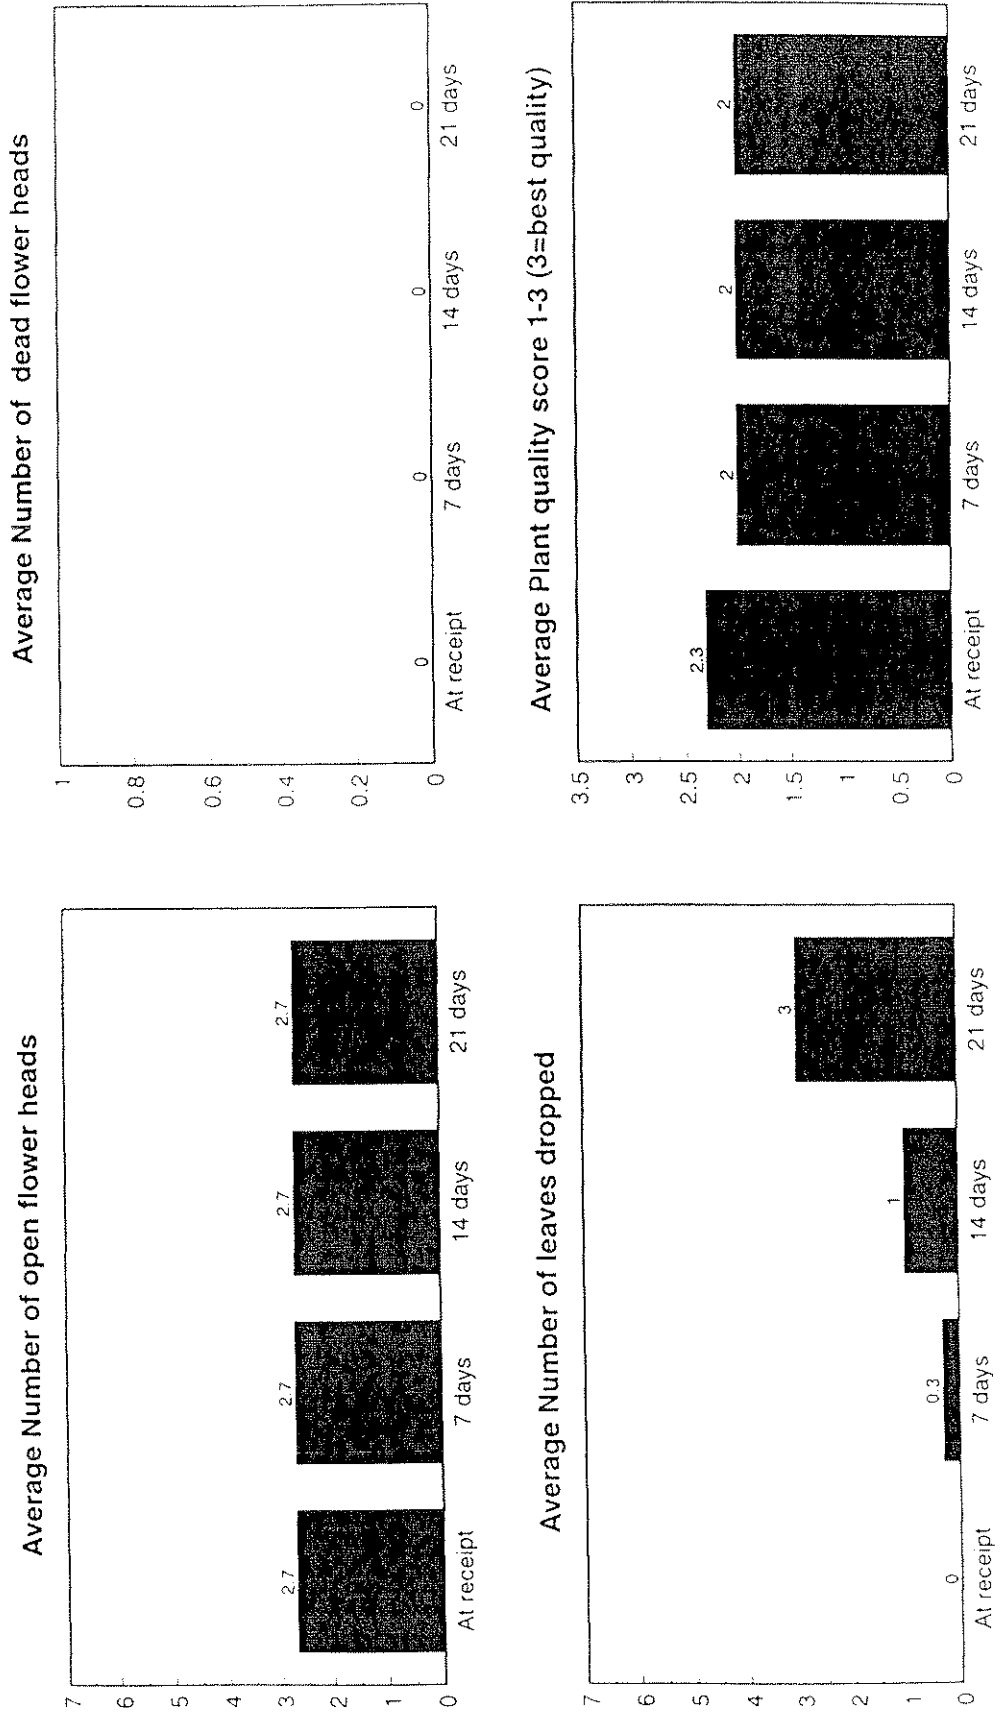 Average Number of open flower heads
7
6
5
4
3
2
1
0
2.7
2.7
2.7
2.7
At receipt
7 days
14 days
21 days
Average Number of dead flower heads
1
0.8
0.6
0.4
0.2
0
0
0
0
0
At receipt
7 days
14 days
21 days
Average Number of leaves dropped
7
6
5
4
3
2
1
0
0
0.3
1
3
At receipt
7 days
14 days
21 days
Average Plant quality score 1-3 (3=best quality)
3.5
3
2.5
2
1.5
1
0.5
0
2.3
2
2
2
At receipt
7 days
14 days
21 days